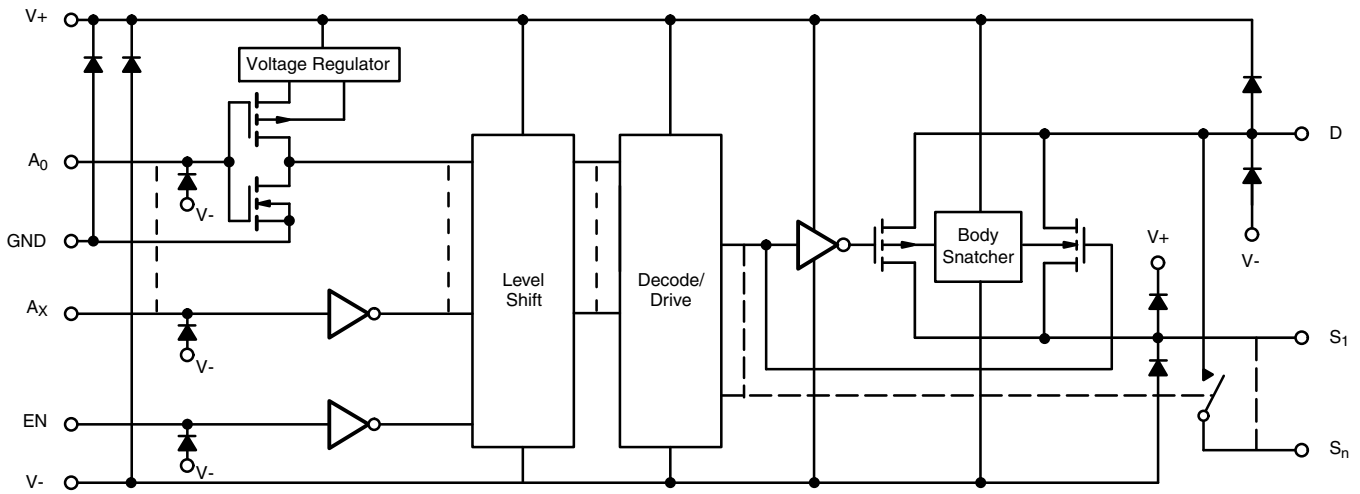 V+
Voltage Regulator
A0
V-
GND
AX
V-
EN
V-
V-
Level
Shift
Decode/
Drive
Body
Snatcher
D
V-
V+
S1
Sn